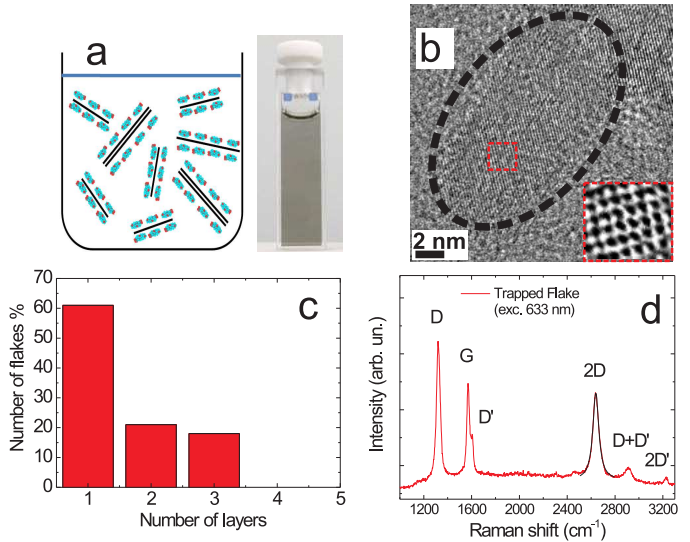 a
b
2 nm
c
70
60
50
40
30
20
10
0
Number of flakes %
1 2 3 4 5
Number of layers
d
Trapped Flake
(exc. 633 nm)
D
G
D'
2D
D+D'
2D'
Intensity (arb. un.)
1200 1600 2000 2400 2800 3200
Raman shift (cm⁻¹)